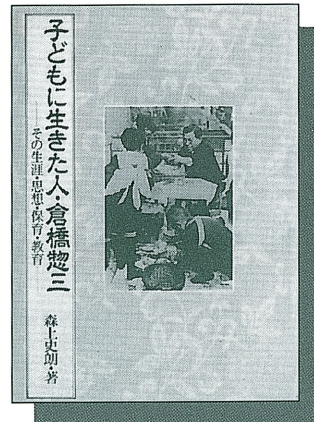 子どもに生きた人・倉橋惣三
――その生涯・思想・保育・教育
森上史朗・著